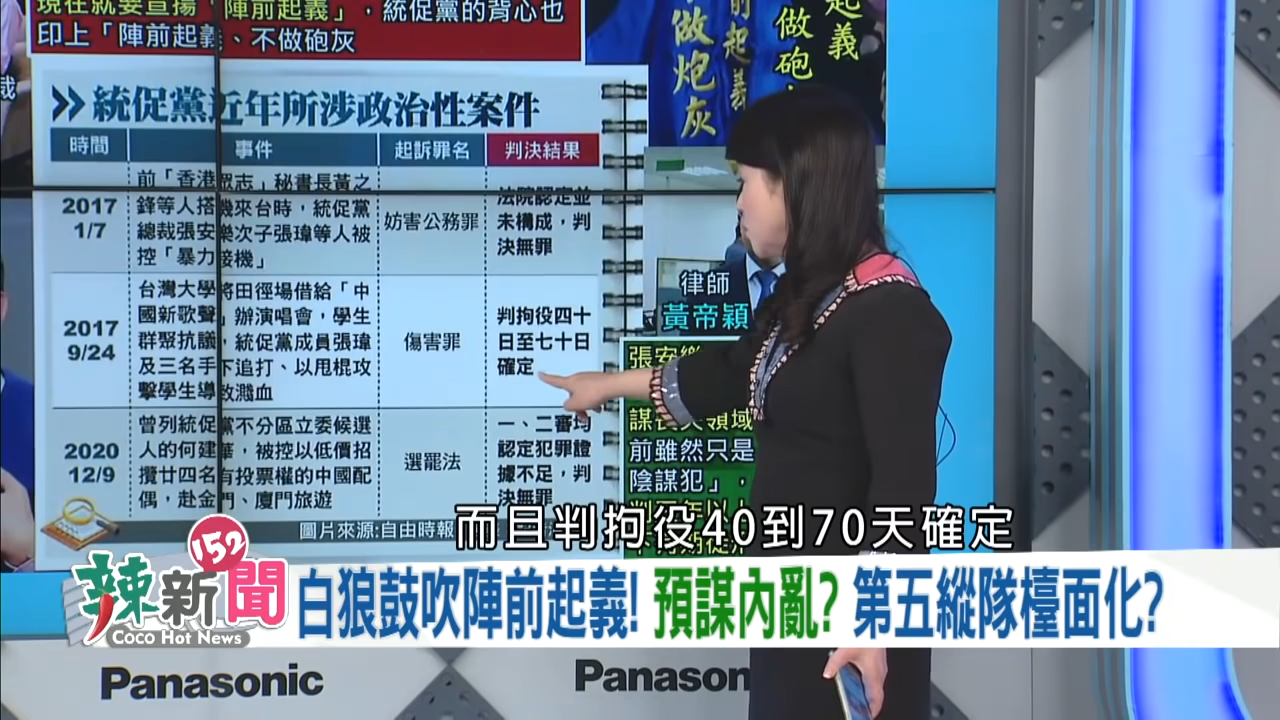 現在就要宣揚「陣前起義」，統促黨的背心也
印上「陣前起義、不做砲灰
起義
做砲
前起義
做炮灰
裁
統促黨近年所涉政治性案件
時間 事件 起訴罪名 判決結果
2017
1/7
前「香港眾志」秘書長黃之
鋒等人搭機來台時，統促黨
總裁張安樂次子張瑋等人被
控「暴力接機」
妨害公務罪
法院認定並
未構成，判
決無罪
2017
9/24
台灣大學將田徑場借給「中
國新歌聲」辦演唱會，學生
群聚抗議，統促黨成員張瑋
及三名手下追打、以甩棍攻
擊學生導致濺血
傷害罪
判拘役四十
日至七十日
確定
2020
12/9
曾列統促黨不分區立委候選
人的何建華，被控以低價招
攬廿四名有投票權的中國配
偶，赴金門、廈門旅遊
選罷法
一、二審均
認定犯罪證
據不足，判
決無罪
圖片來源:自由時報
律師
黃帝穎
張安樂
領域
前雖然只是
陰謀犯」，
而且判拘役40到70天確定
辣新聞
152
Coco Hot News
白狼鼓吹陣前起義! 預謀內亂? 第五縱隊檯面化?
Panasonic
Panason